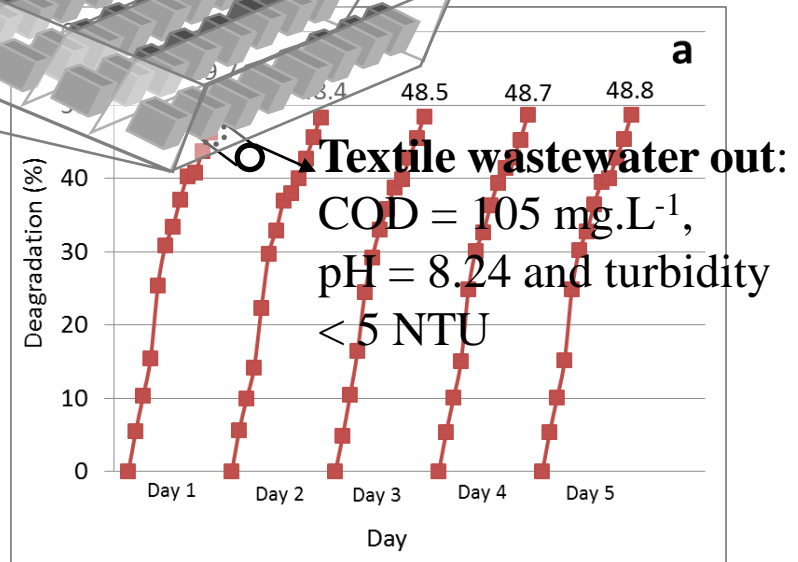 a
48.5
48.7
48.8
Textile wastewater out:
COD = 105 mg.L-1,
pH = 8.24 and turbidity
< 5 NTU
Deagradation (%)
40
30
20
10
0
Day 1
Day 2
Day 3
Day 4
Day 5
Day